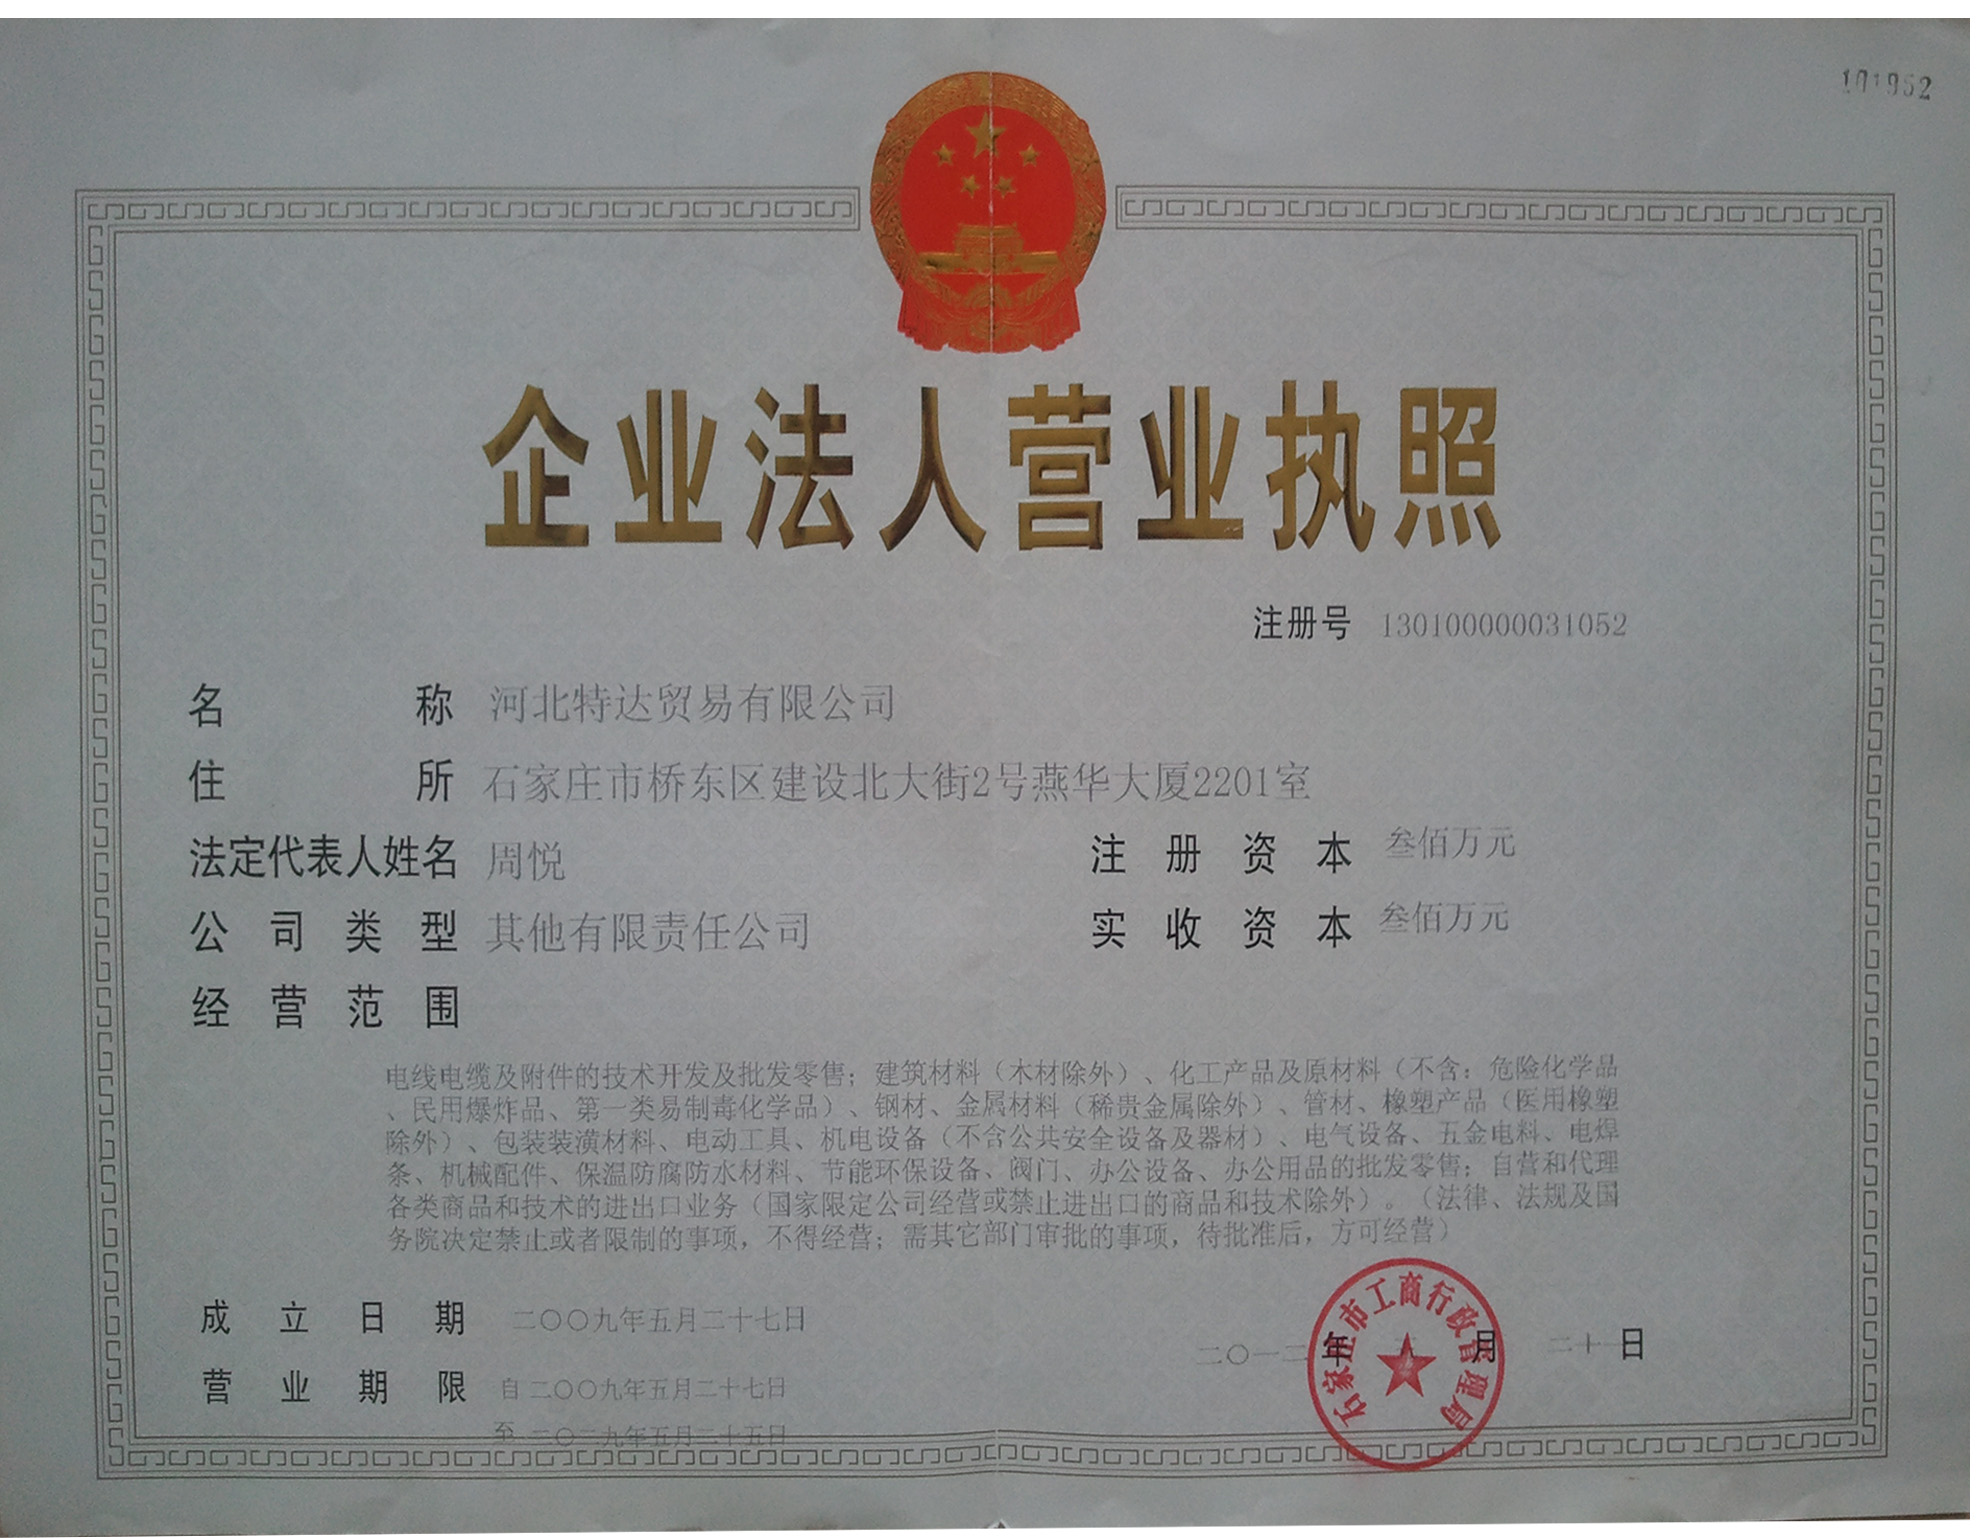 101952
企业法人营业执照
注册号 130100000031052
名称 河北特达贸易有限公司
住所 石家庄市桥东区建设北大街2号燕华大厦2201室
法定代表人姓名 周悦 注册资本 叁佰万元
公司类型 其他有限责任公司 实收资本 叁佰万元
经营范围
电线电缆及附件的技术开发及批发零售；建筑材料（木材除外）、化工产品及原材料（不含：危险化学品
、民用爆炸品、第一类易制毒化学品）、钢材、金属材料（稀贵金属除外）、管材、橡塑产品（医用橡塑
除外）、包装装潢材料、电动工具、机电设备（不含公共安全设备及器材）、电气设备、五金电料、电焊
条、机械配件、保温防腐防水材料、节能环保设备、阀门、办公设备、办公用品的批发零售；自营和代理
各类商品和技术的进出口业务（国家限定公司经营或禁止进出口的商品和技术除外）。（法律、法规及国
务院决定禁止或者限制的事项，不得经营；需其它部门审批的事项，待批准后，方可经营）
成立日期 二〇〇九年五月二十七日
二〇一二年 月 二十日
营业期限 自二〇〇九年五月二十七日
至二〇二九年五月二十五日
石家庄市工商行政管理局